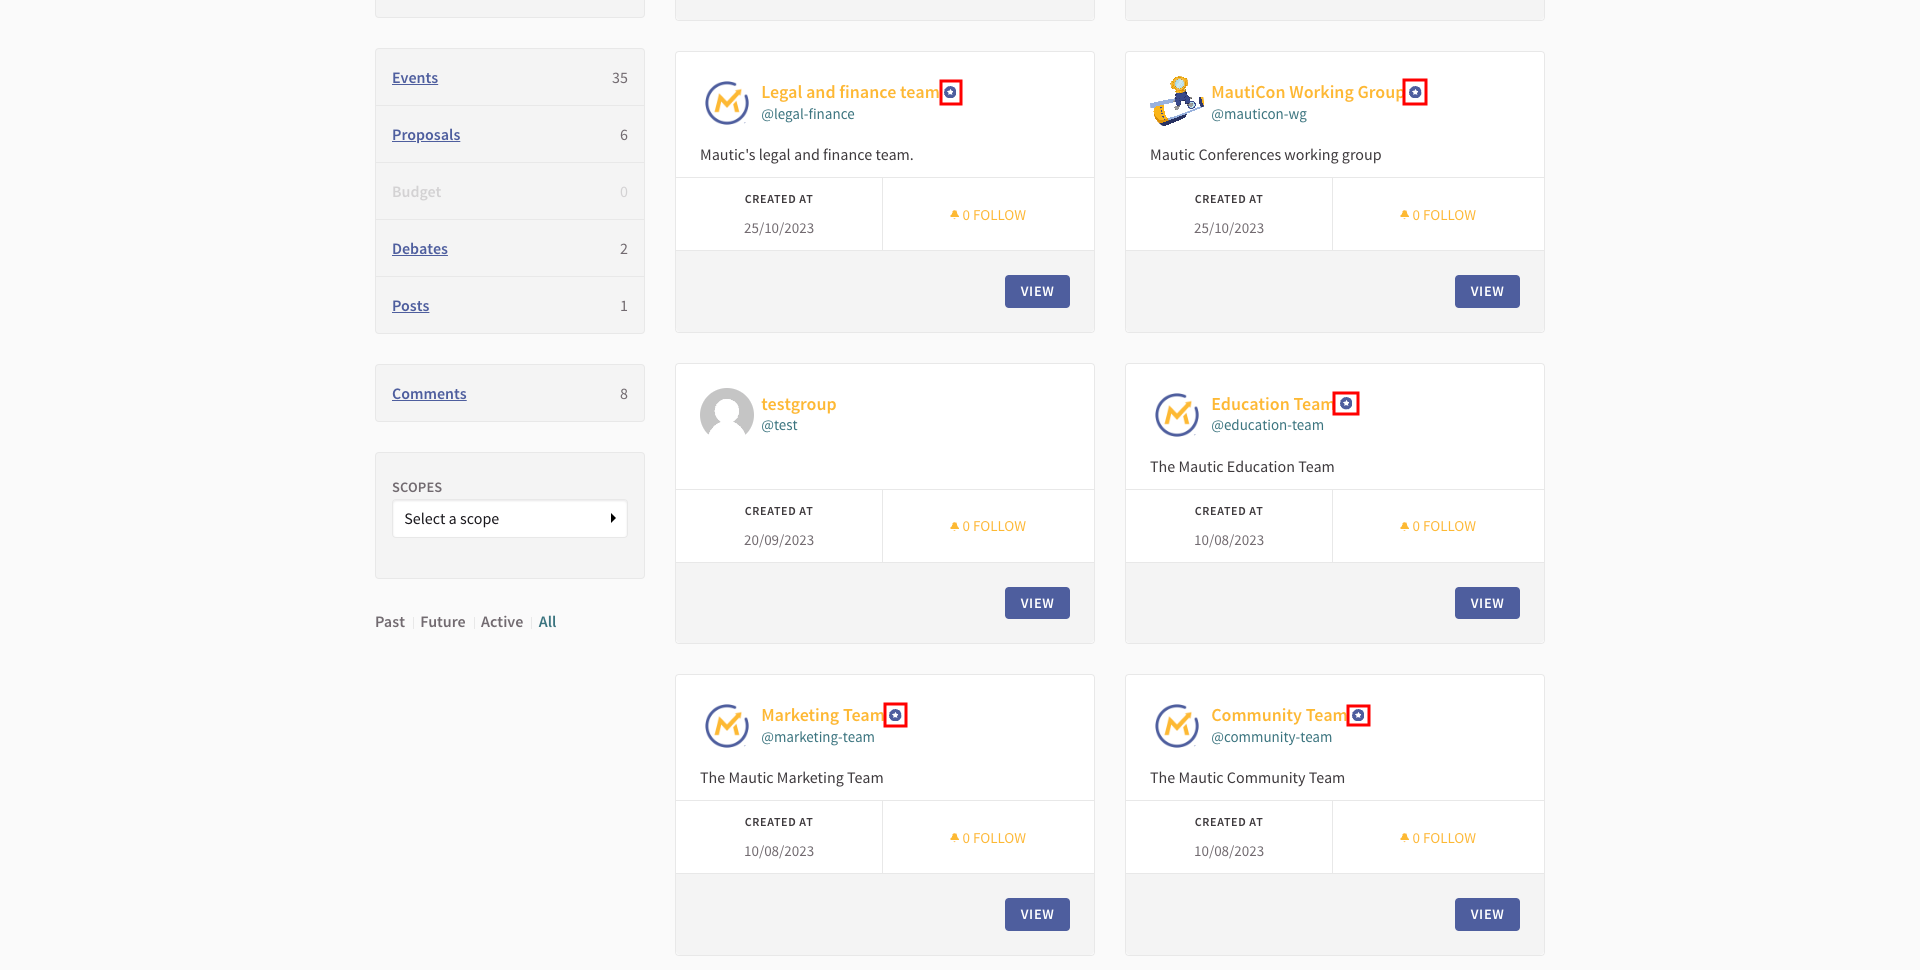 Events 35
Proposals 6
Budget 0
Debates 2
Posts 1
Comments 8
SCOPES
Select a scope
Past Future Active All
Legal and finance team
@legal-finance
Mautic's legal and finance team.
CREATED AT
25/10/2023
0 FOLLOW
VIEW
MautiCon Working Group
@mauticon-wg
Mautic Conferences working group
CREATED AT
25/10/2023
0 FOLLOW
VIEW
testgroup
@test
CREATED AT
20/09/2023
0 FOLLOW
VIEW
Education Team
@education-team
The Mautic Education Team
CREATED AT
10/08/2023
0 FOLLOW
VIEW
Marketing Team
@marketing-team
The Mautic Marketing Team
CREATED AT
10/08/2023
0 FOLLOW
VIEW
Community Team
@community-team
The Mautic Community Team
CREATED AT
10/08/2023
0 FOLLOW
VIEW